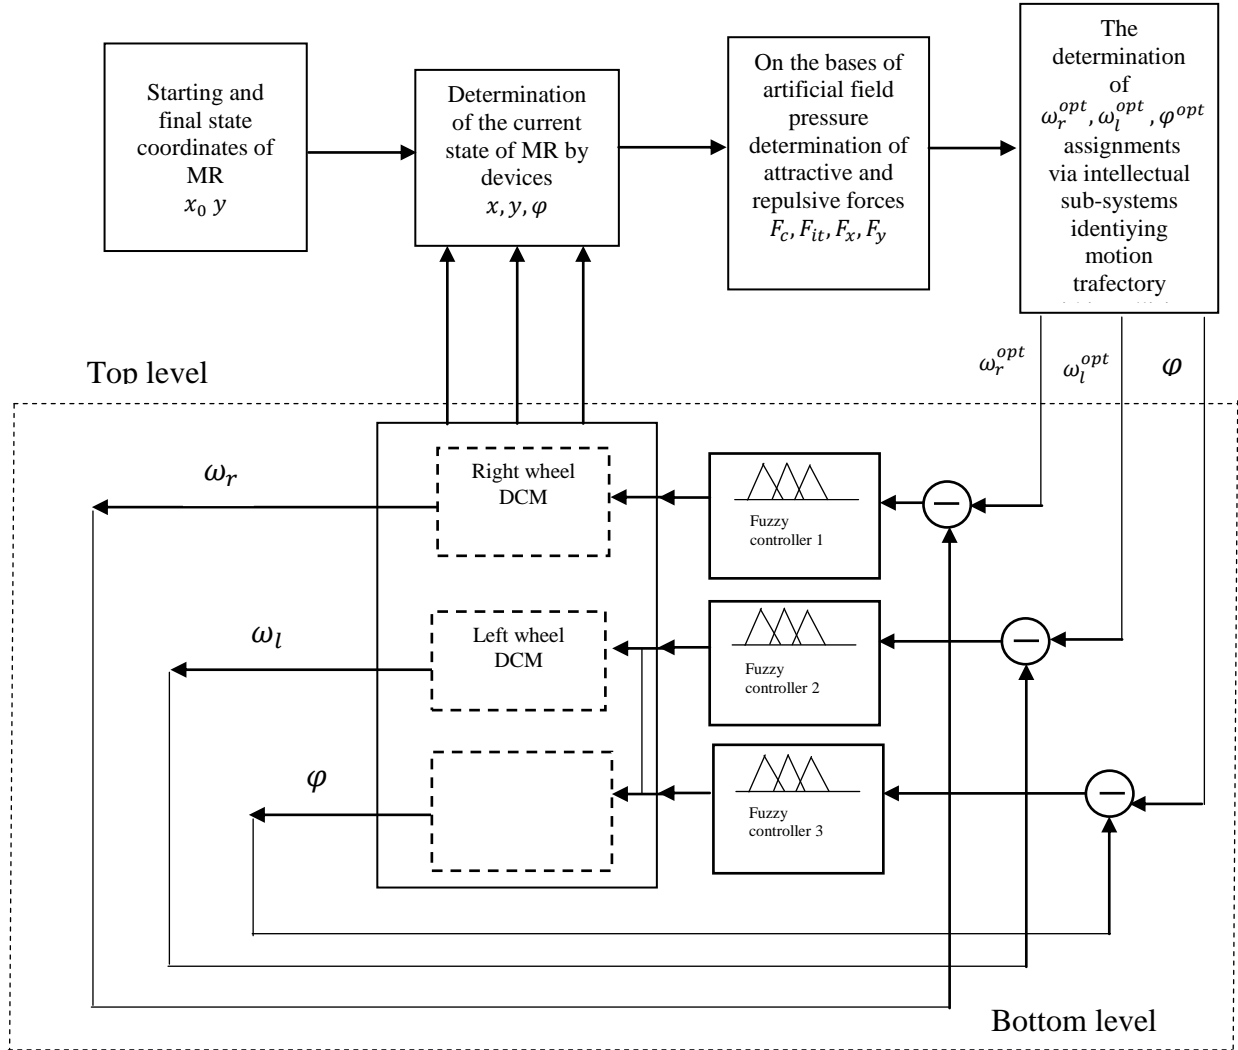 Starting and
final state
coordinates of
MR
x₀ y
Determination
of the current
state of MR by
devices
x, y, φ
On the bases of
artificial field
pressure
determination of
attractive and
repulsive forces
F_c, F_it, F_x, F_y
The
determination
of
ω_r^opt, ω_l^opt, φ^opt
assignments
via intellectual
sub-systems
identiying
motion
trafectory
ω_r^opt
ω_l^opt
φ
Top level
ω_r
Right wheel
DCM
Fuzzy
controller 1
−
ω_l
Left wheel
DCM
Fuzzy
controller 2
−
φ
Fuzzy
controller 3
−
Bottom level